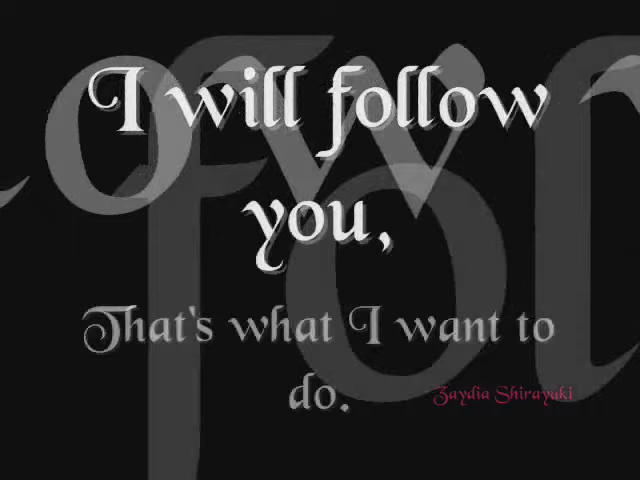 I will follow
you,
That's what I want to
do.
Zaydia Shirayuki